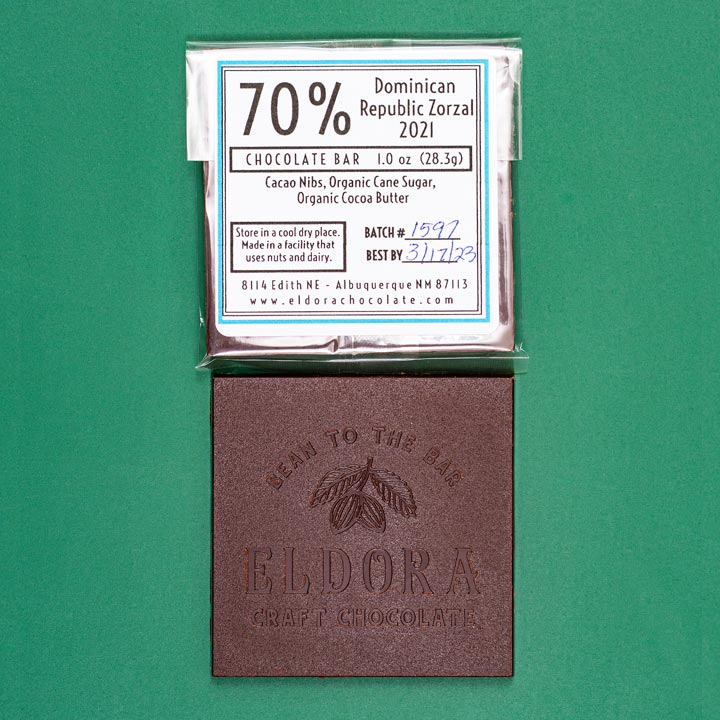 70%
Dominican
Republic Zorzal
2021
CHOCOLATE BAR 1.0 oz (28.3g)
Cacao Nibs, Organic Cane Sugar,
Organic Cocoa Butter
Store in a cool dry place.
Made in a facility that
uses nuts and dairy.
BATCH # 1597
BEST BY 3/17/23
8114 Edith NE - Albuquerque NM 87113
www.eldorachocolate.com
BEAN TO THE BAR
ELDORA
CRAFT CHOCOLATE